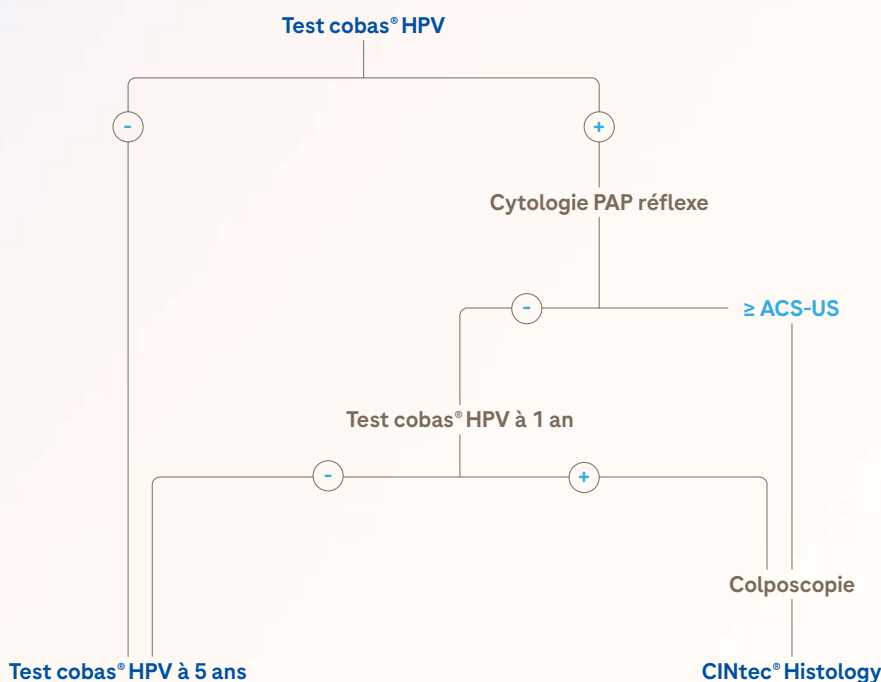 Test cobas® HPV
-
+
Cytologie PAP réflexe
-
≥ ACS-US
Test cobas® HPV à 1 an
-
+
Colposcopie
Test cobas® HPV à 5 ans
CINtec® Histology